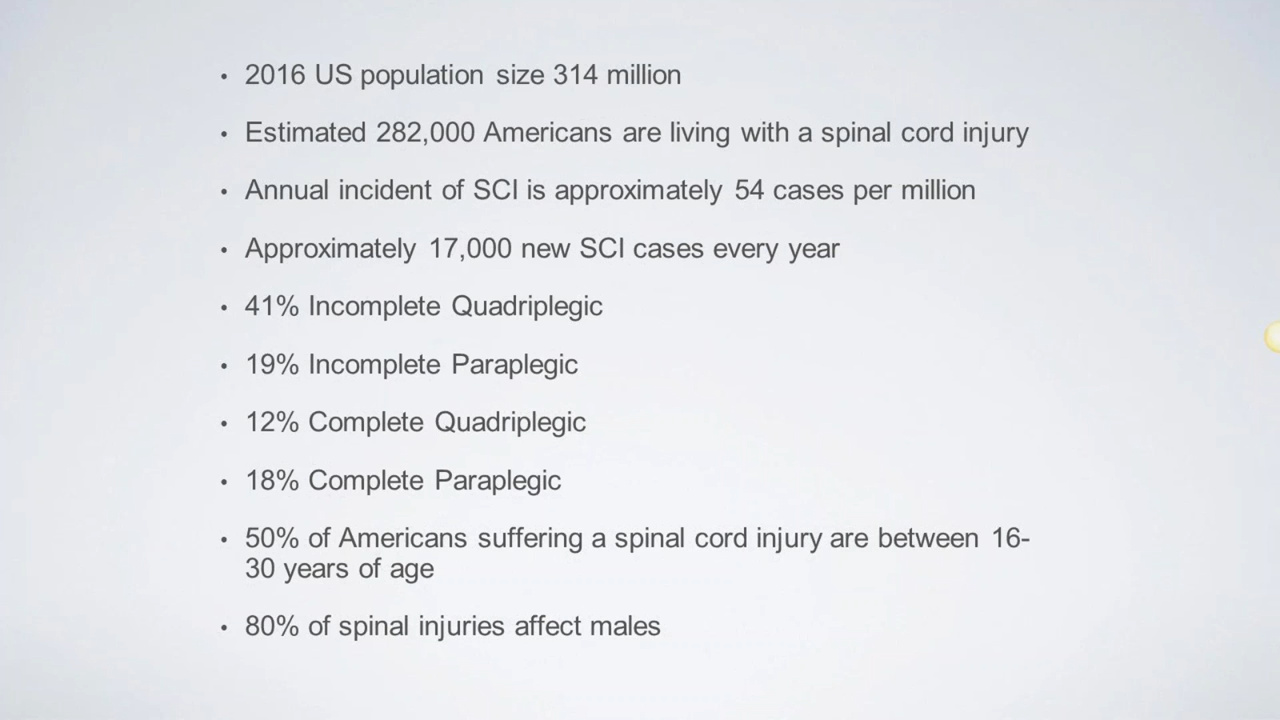 • 2016 US population size 314 million
• Estimated 282,000 Americans are living with a spinal cord injury
• Annual incident of SCI is approximately 54 cases per million
• Approximately 17,000 new SCI cases every year
• 41% Incomplete Quadriplegic
• 19% Incomplete Paraplegic
• 12% Complete Quadriplegic
• 18% Complete Paraplegic
• 50% of Americans suffering a spinal cord injury are between 16-
30 years of age
• 80% of spinal injuries affect males